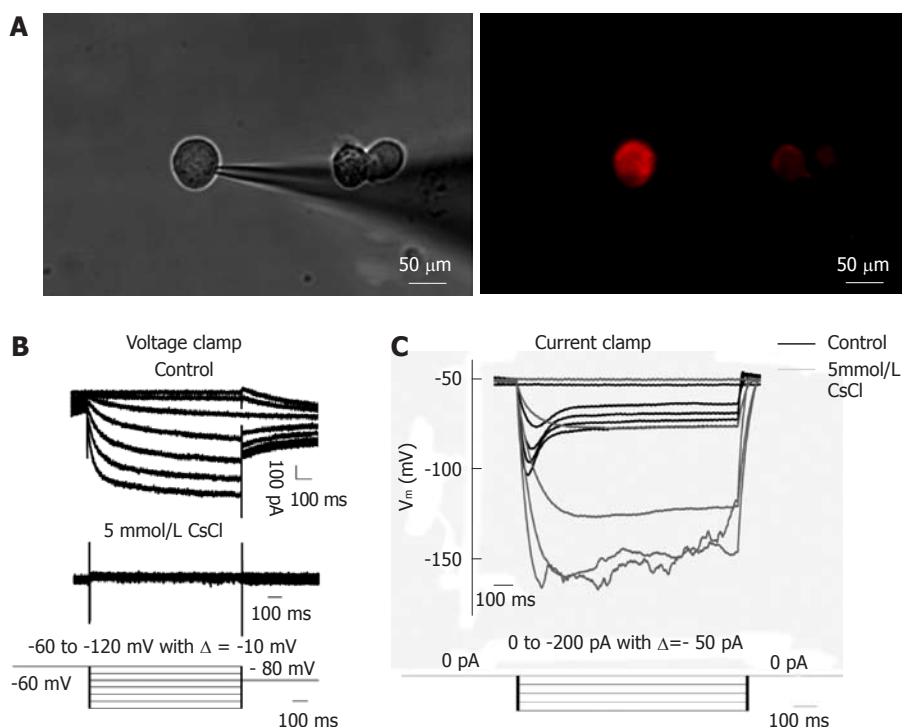 A
50 μm
50 μm
B
Voltage clamp
Control
100 pA
100 ms
5 mmol/L CsCl
100 ms
-60 to -120 mV with Δ = -10 mV
-60 mV
- 80 mV
100 ms
C
Current clamp
Control
5mmol/L
CsCl
-50
-100
-150
Vm (mV)
100 ms
0 to -200 pA with Δ=- 50 pA
0 pA
0 pA
100 ms